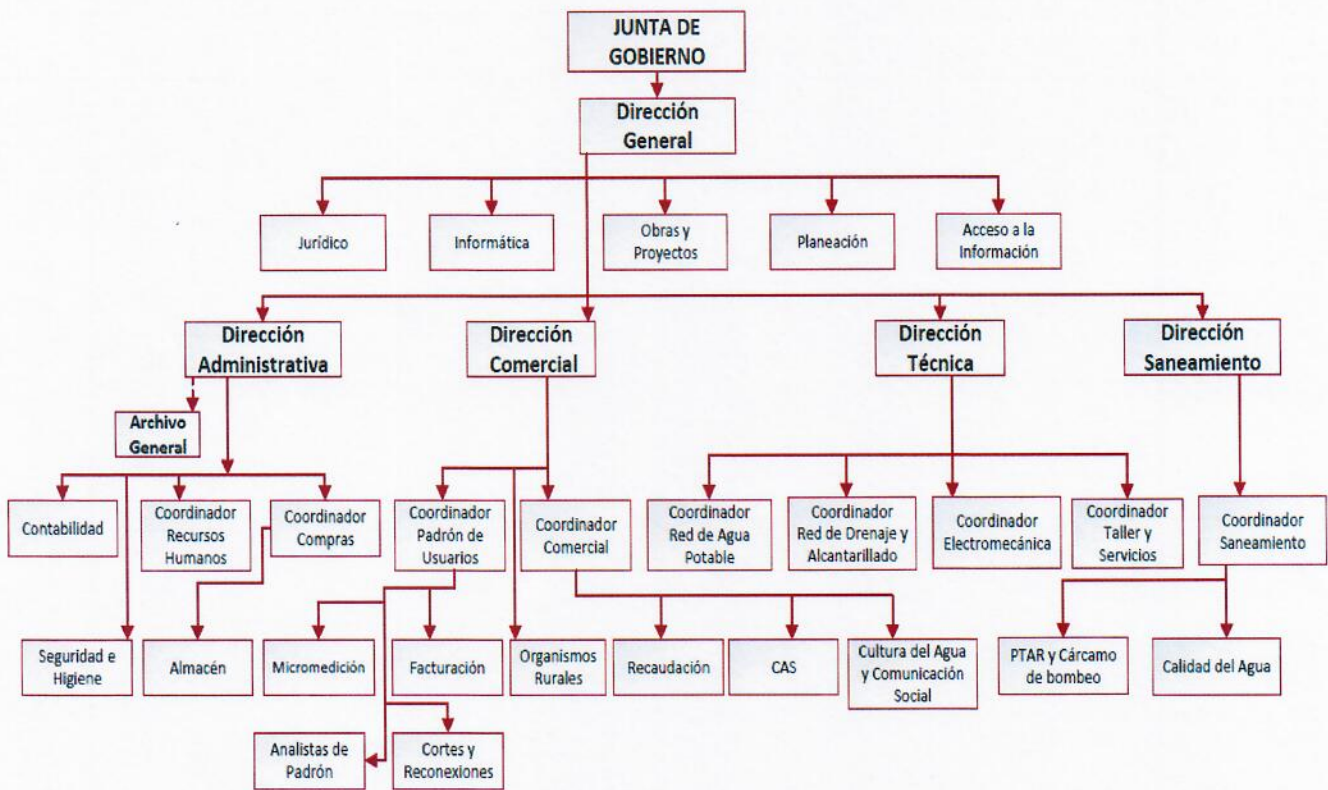 JUNTA DE
GOBIERNO
Dirección
General
Jurídico
Informática
Obras y
Proyectos
Planeación
Acceso a la
Información
Dirección
Administrativa
Dirección
Comercial
Dirección
Técnica
Dirección
Saneamiento
Archivo
General
Contabilidad
Coordinador
Recursos
Humanos
Coordinador
Compras
Coordinador
Padrón de
Usuarios
Coordinador
Comercial
Coordinador
Red de Agua
Potable
Coordinador
Red de Drenaje y
Alcantarillado
Coordinador
Electromecánica
Coordinador
Taller y
Servicios
Coordinador
Saneamiento
Seguridad e
Higiene
Almacén
Micromedición
Facturación
Organismos
Rurales
Recaudación
CAS
Cultura del Agua
y Comunicación
Social
PTAR y Cárcamo
de bombeo
Calidad del Agua
Analistas de
Padrón
Cortes y
Reconexiones